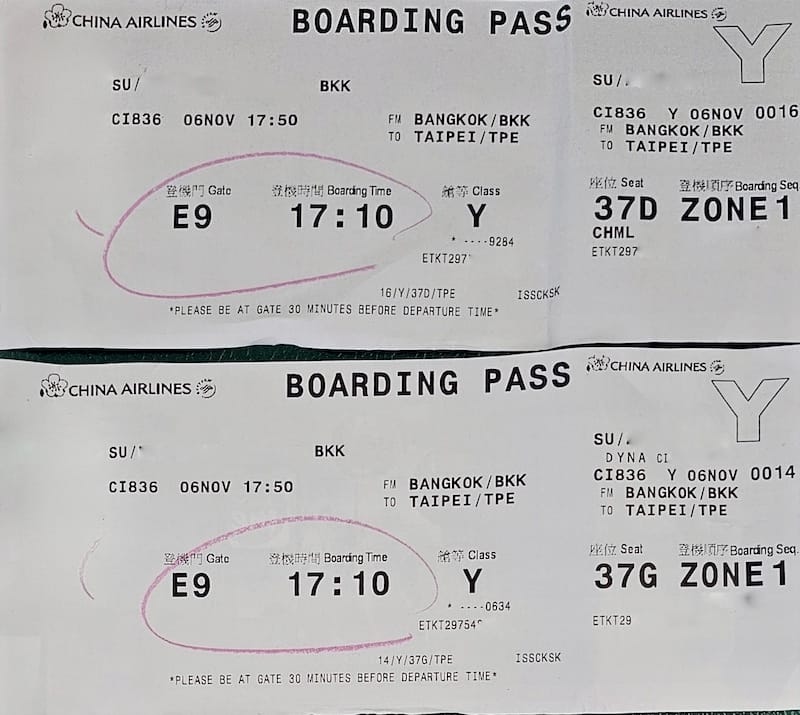 CHINA AIRLINES
BOARDING PASS
SU/
BKK
CI836 06NOV 17:50
FM BANGKOK/BKK
TO TAIPEI/TPE
登機門 Gate
登機時間 Boarding Time
艙等 Class
E9
17:10
Y
* ----9284
ETKT297
16/Y/37D/TPE
ISSCKSK
*PLEASE BE AT GATE 30 MINUTES BEFORE DEPARTURE TIME*
CHINA AIRLINES
Y
SU/.
CI836 Y 06NOV 0016
FM BANGKOK/BKK
TO TAIPEI/TPE
座位 Seat
登機順序 Boarding Seq
37D ZONE 1
CHML
ETKT297
CHINA AIRLINES
BOARDING PASS
SU/
BKK
CI836 06NOV 17:50
FM BANGKOK/BKK
TO TAIPEI/TPE
登機門 Gate
登機時間 Boarding Time
艙等 Class
E9
17:10
Y
* ----0634
ETKT29754
14/Y/37G/TPE
ISSCKSK
*PLEASE BE AT GATE 30 MINUTES BEFORE DEPARTURE TIME*
CHINA AIRLINES
Y
SU/.
DYNA CI
CI836 Y 06NOV 0014
FM BANGKOK/BKK
TO TAIPEI/TPE
座位 Seat
登機順序 Boarding Seq.
37G ZONE 1
ETKT29